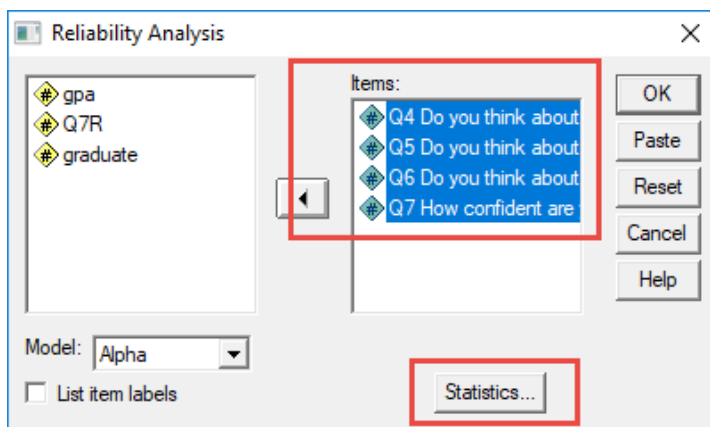 Reliability Analysis
gpa
Q7R
graduate
Items:
Q4 Do you think about
Q5 Do you think about
Q6 Do you think about
Q7 How confident are
OK
Paste
Reset
Cancel
Help
Model: Alpha
List item labels
Statistics...